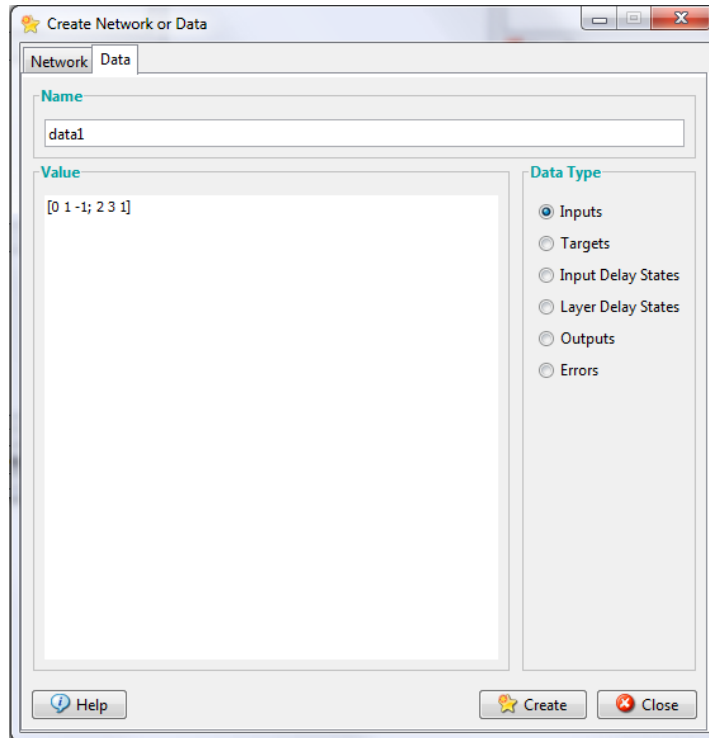 Create Network or Data
Network Data
Name
data1
Value
[0 1 -1; 2 3 1]
Data Type
Inputs
Targets
Input Delay States
Layer Delay States
Outputs
Errors
Help
Create
Close